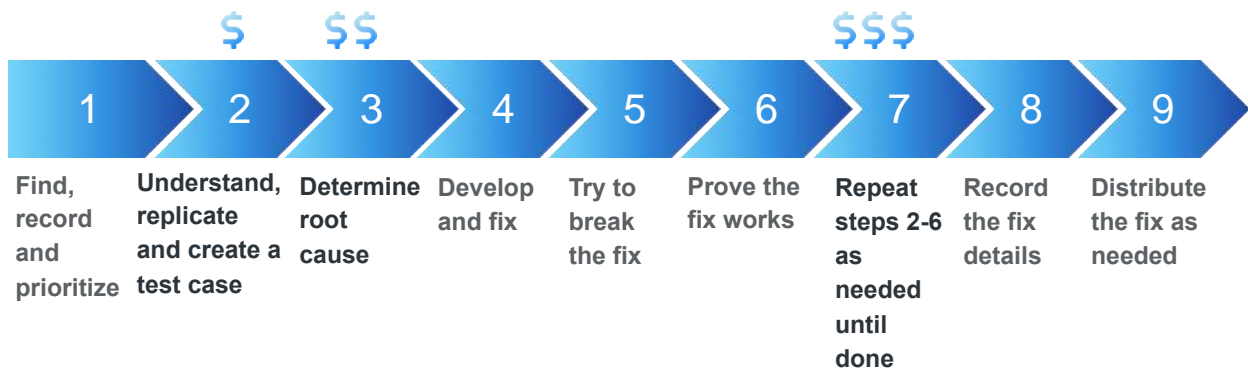 $ $$ $$$
1 2 3 4 5 6 7 8 9
Find,
record
and
prioritize
Understand,
replicate
and create a
test case
Determine
root
cause
Develop
and fix
Try to
break
the fix
Prove the
fix works
Repeat
steps 2-6
as
needed
until
done
Record
the fix
details
Distribute
the fix as
needed